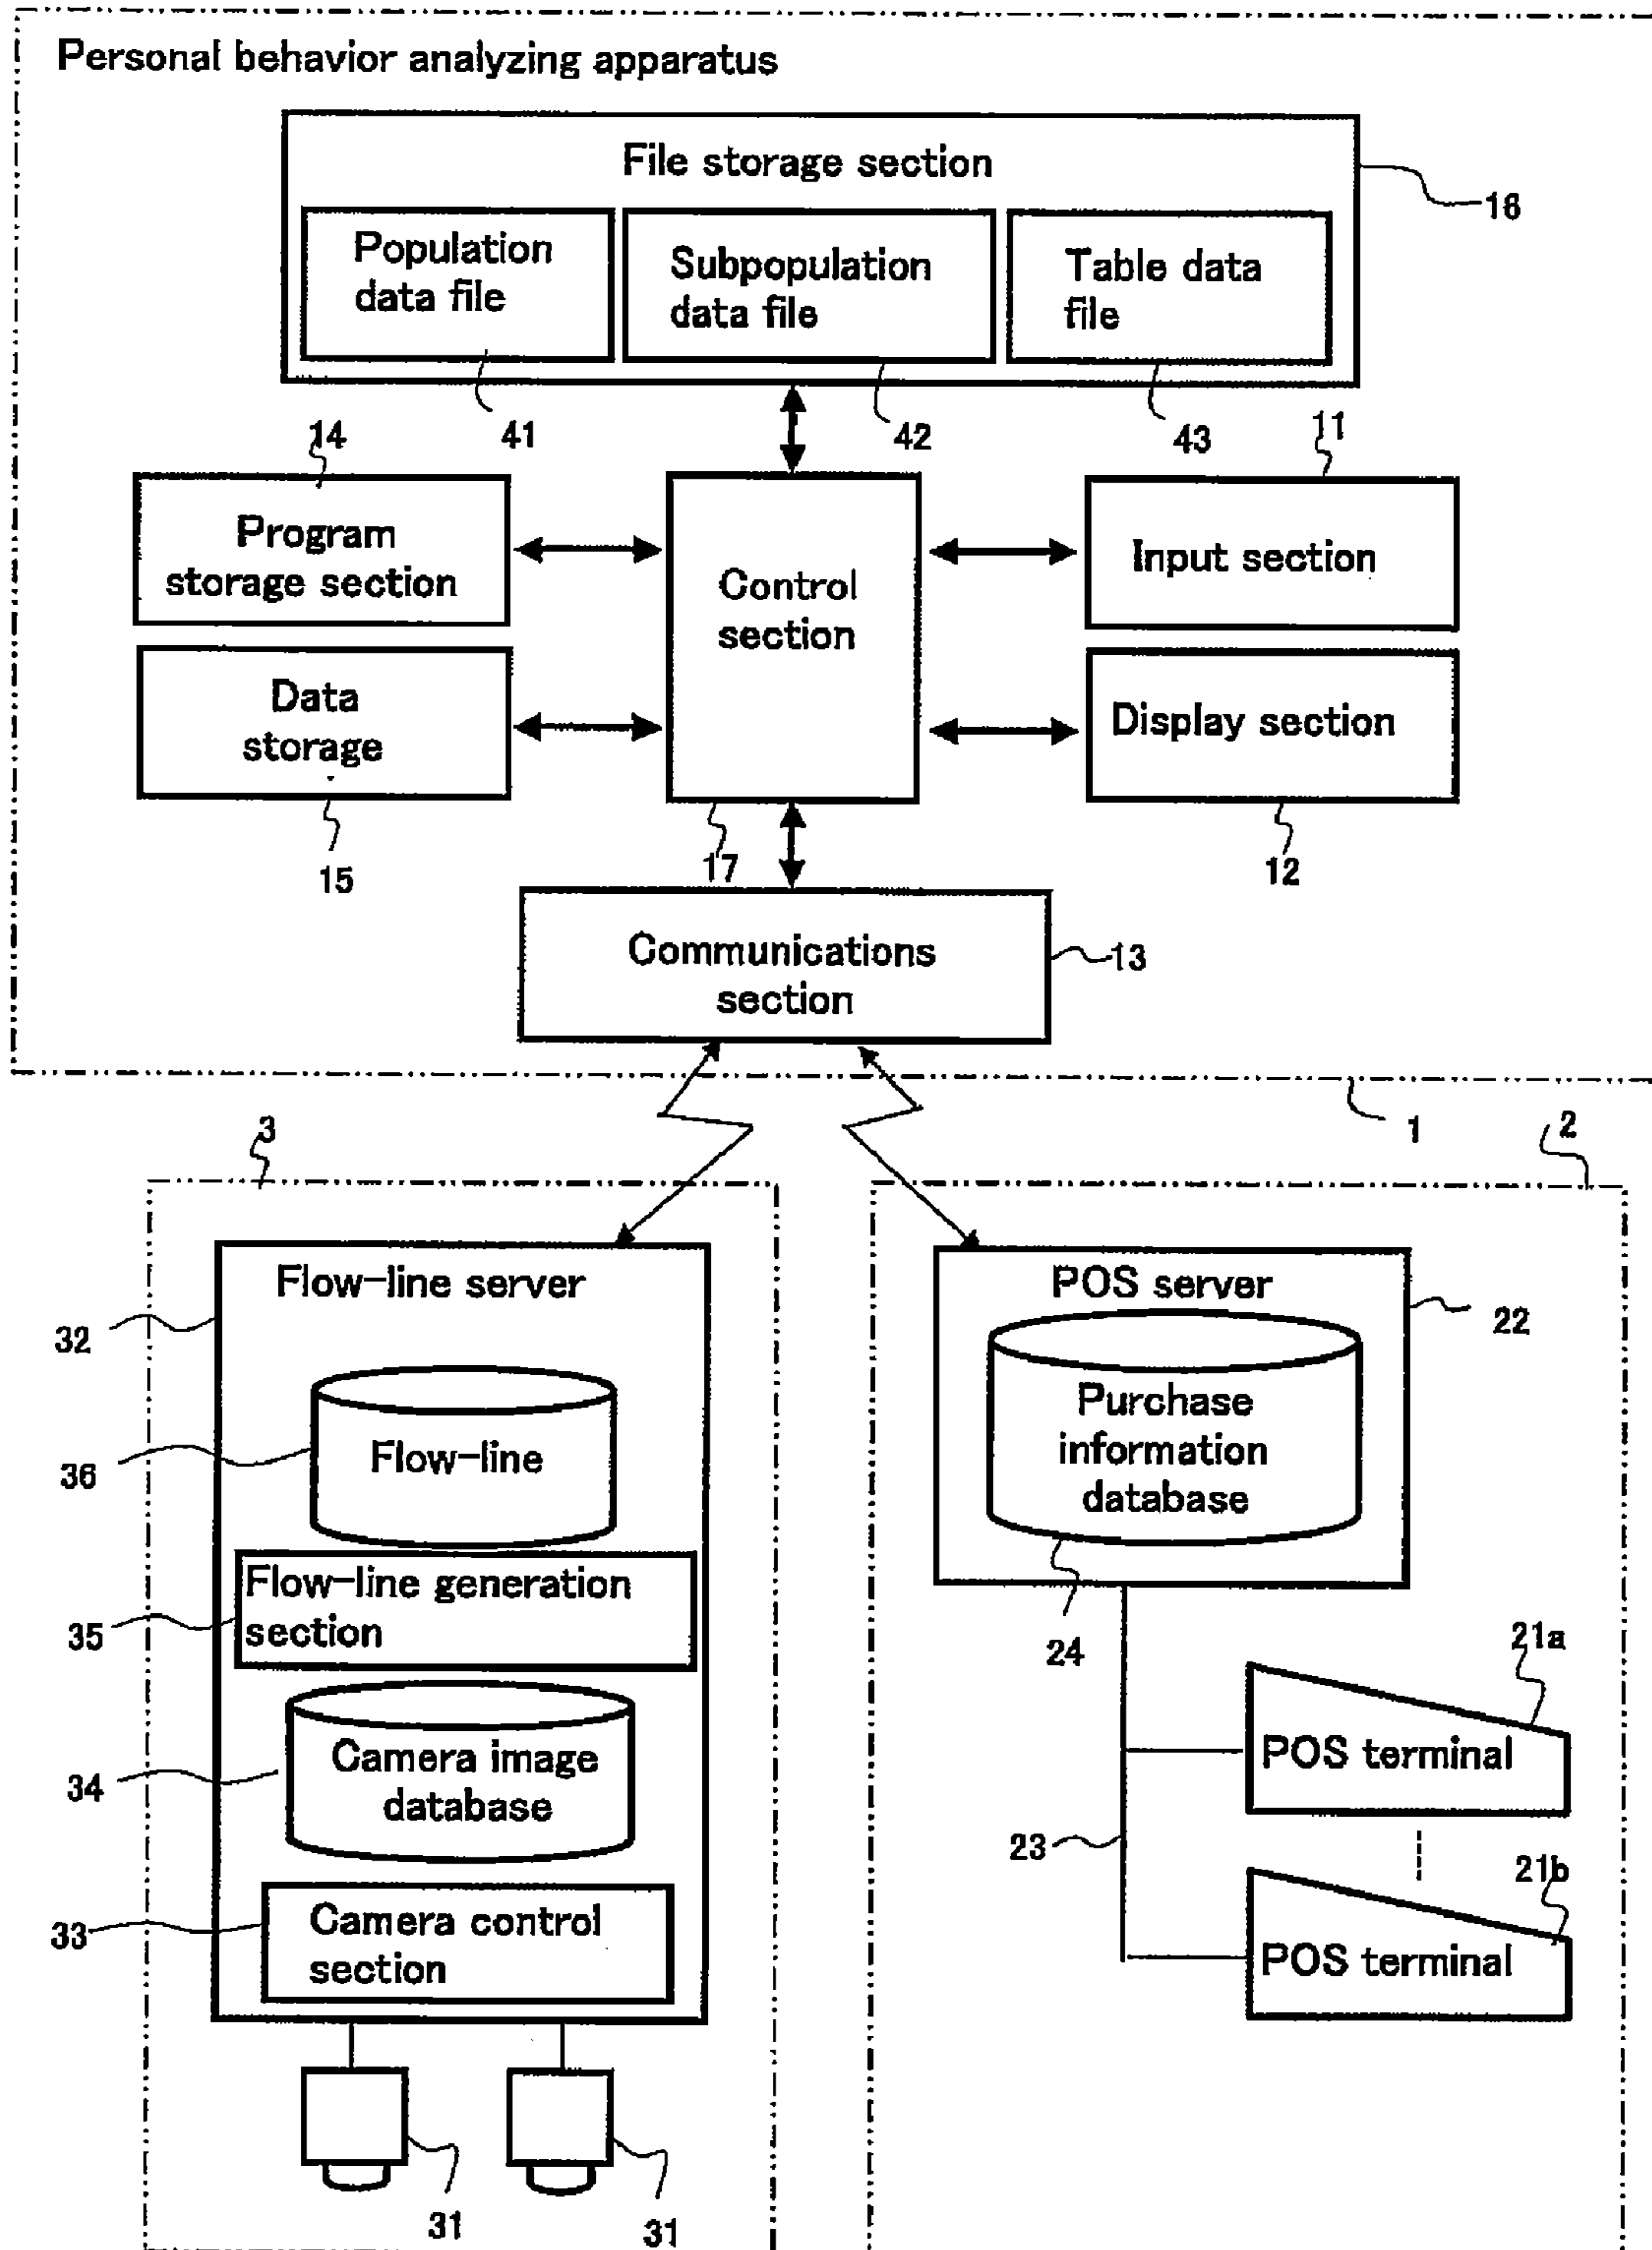 Personal behavior analyzing apparatus
File storage section
16
Population
data file
Subpopulation
data file
Table data
file
41
42
43
14
11
Program
storage section
Control
section
Input section
Data
storage
Display section
15
17
12
Communications
section
13
1
3
2
Flow-line server
32
36
Flow-line
Flow-line generation
section
35
Camera image
database
34
Camera control
section
33
31
31
POS server
22
Purchase
information
database
24
21a
POS terminal
23
21b
POS terminal